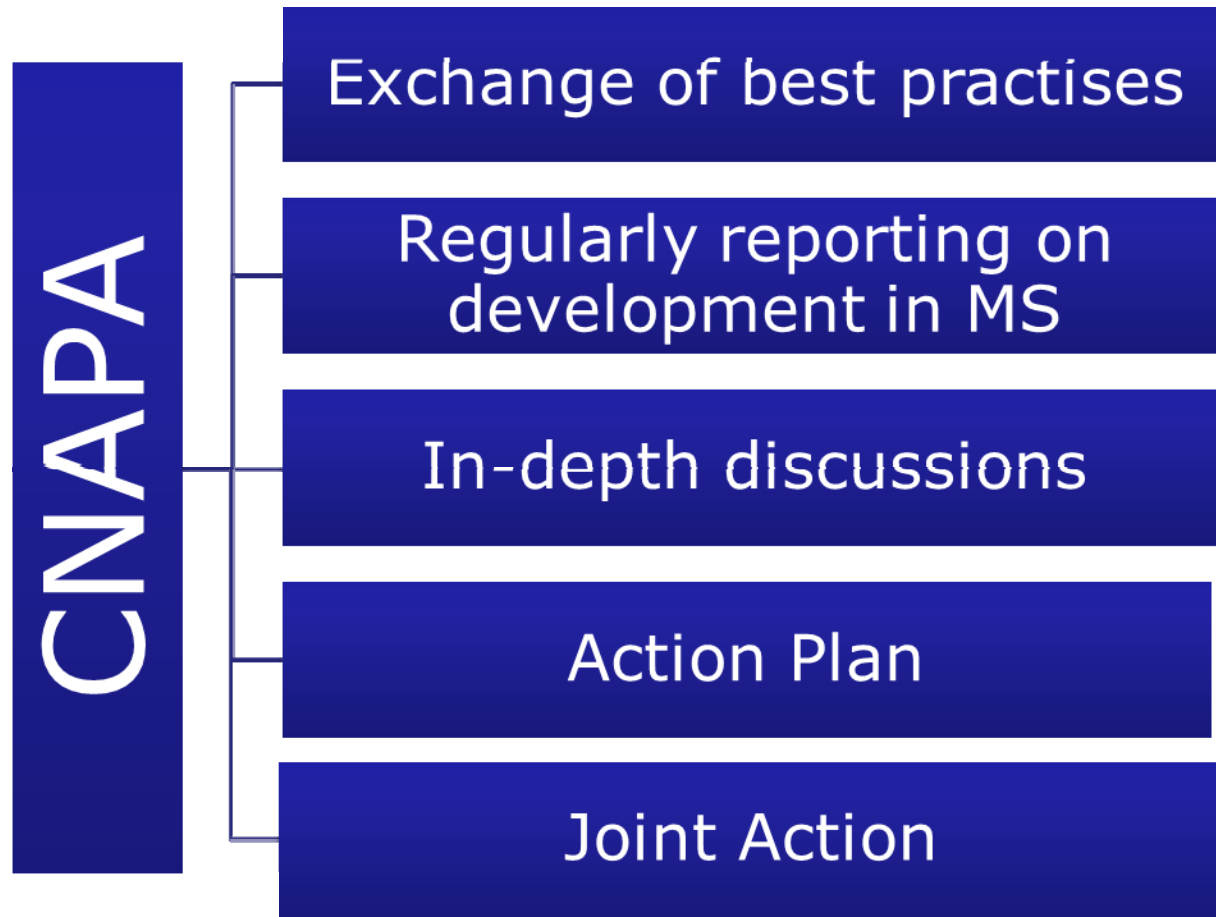 CNAPA
Exchange of best practises
Regularly reporting on
development in MS
In-depth discussions
Action Plan
Joint Action